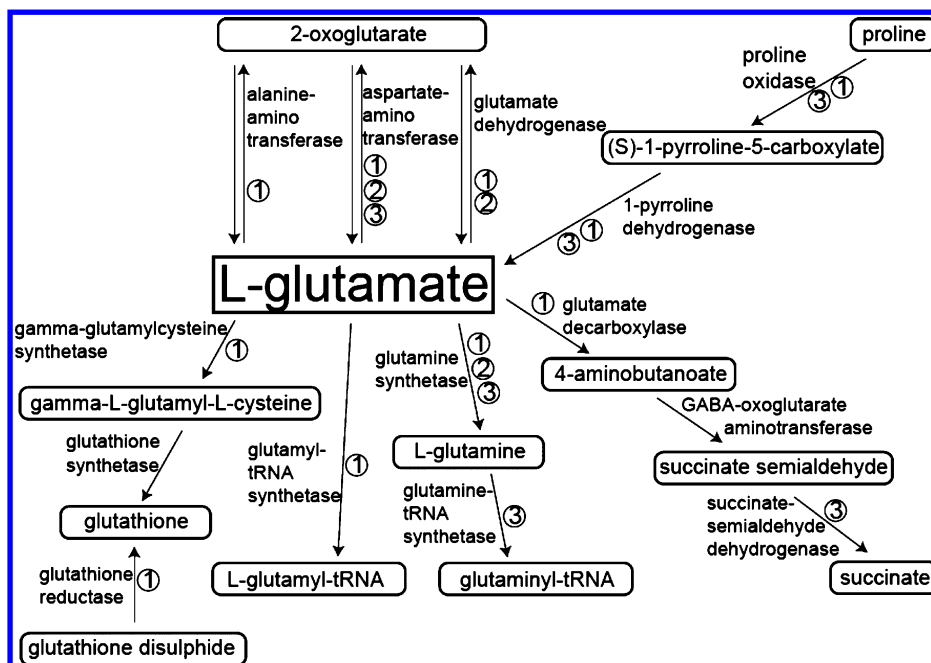 2-oxoglutarate
proline
alanine-
amino
transferase
①
aspartate-
amino
transferase
①
②
③
glutamate
dehydrogenase
①
②
proline
oxidase
③①
(S)-1-pyrroline-5-carboxylate
1-pyrroline
dehydrogenase
③①
L-glutamate
gamma-glutamylcysteine
synthetase
①
glutamine
synthetase
①
②
③
① glutamate
decarboxylase
4-aminobutanoate
gamma-L-glutamyl-L-cysteine
GABA-oxoglutarate
aminotransferase
glutathione
synthetase
glutamyl-
tRNA
synthetase
①
L-glutamine
succinate semialdehyde
glutamine-
tRNA
synthetase
③
succinate-
semialdehyde
dehydrogenase
③
glutathione
glutathione
reductase
①
L-glutamyl-tRNA
glutaminyl-tRNA
succinate
glutathione disulphide